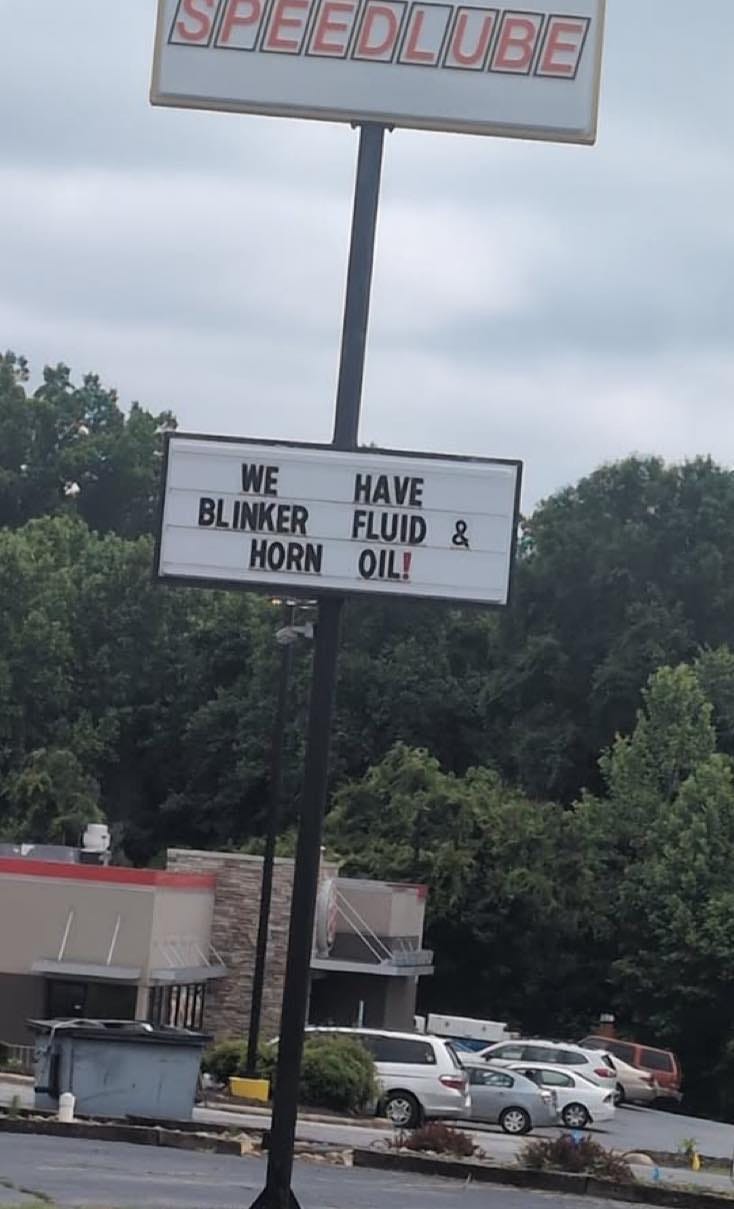 SPEEDLUBE
WE HAVE
BLINKER FLUID &
HORN OIL!